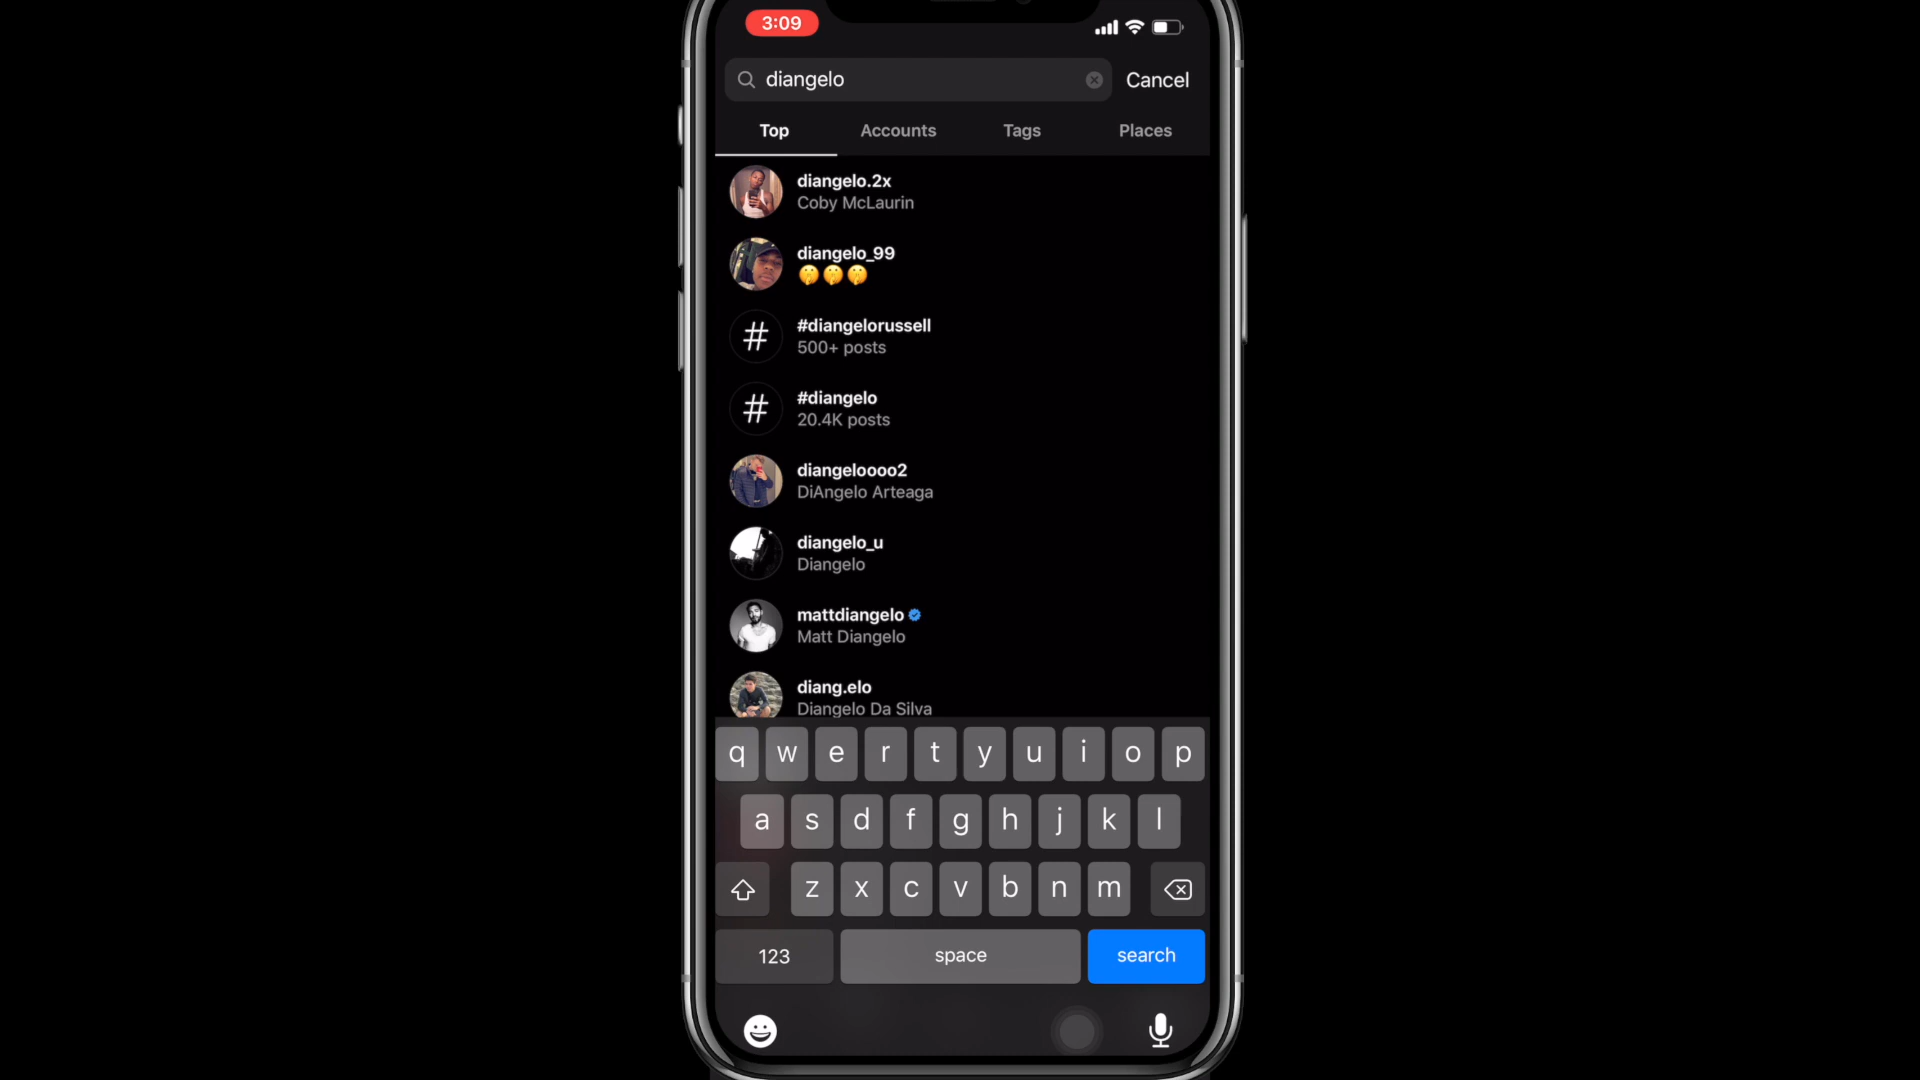 3:09
diangelo
Cancel
Top Accounts Tags Places
diangelo.2x
Coby McLaurin
diangelo_99
🤫🤫🤫
#
#diangelorussell
500+ posts
#
#diangelo
20.4K posts
diangeloooo2
DiAngelo Arteaga
diangelo_u
Diangelo
mattdiangelo
Matt Diangelo
diang.elo
Diangelo Da Silva
q w e r t y u i o p
a s d f g h j k l
z x c v b n m
123 space search